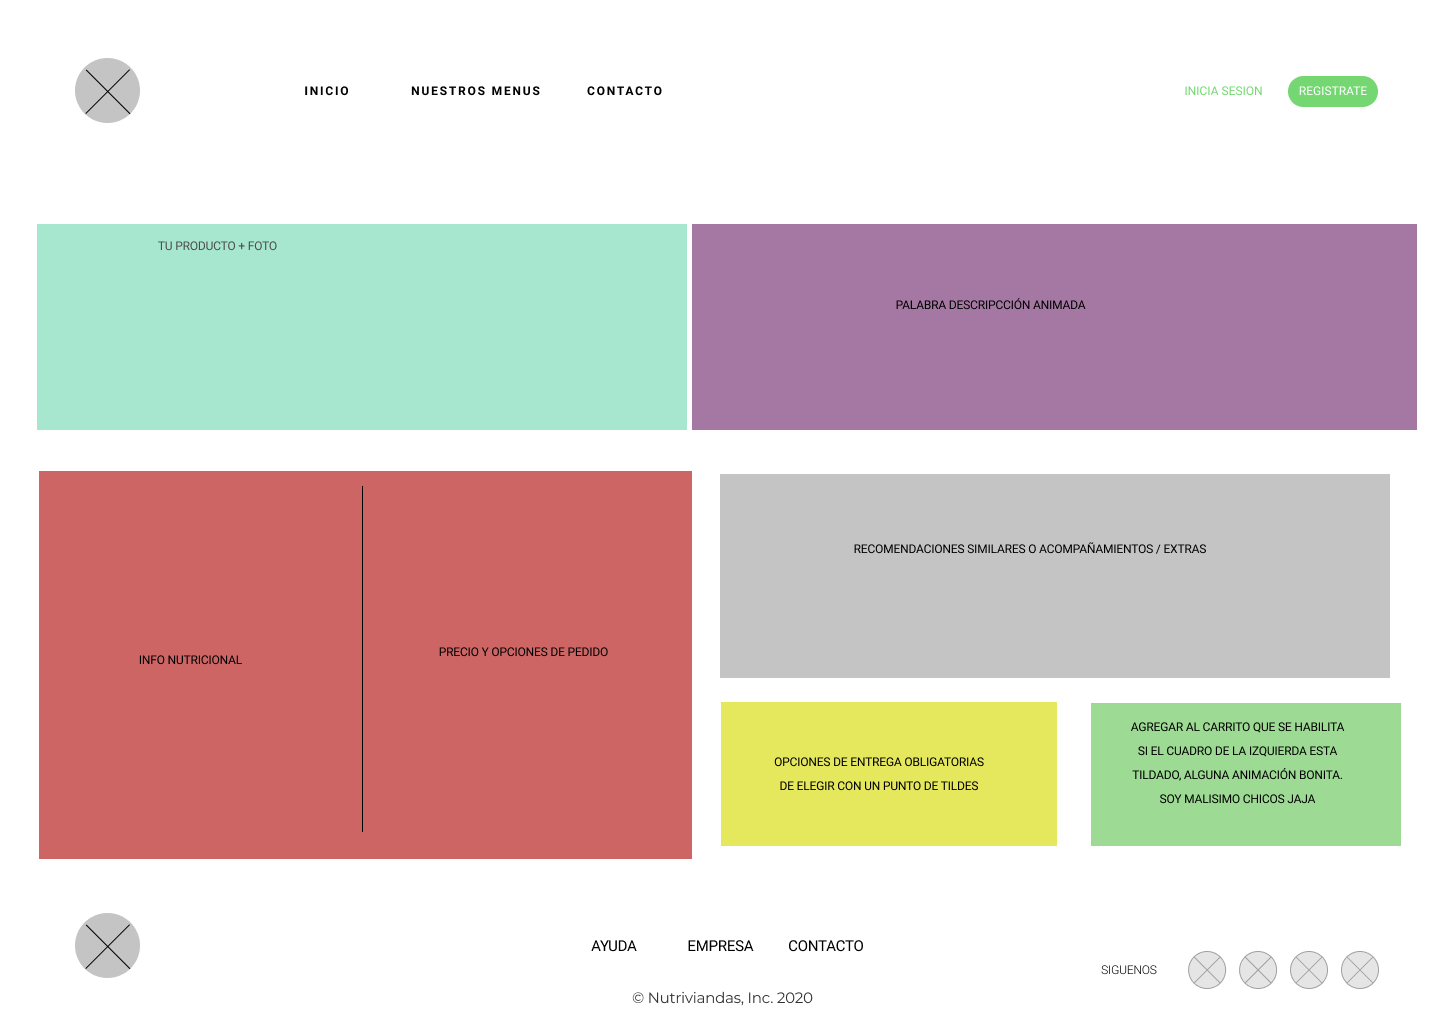 INICIO
NUESTROS MENUS
CONTACTO
INICIA SESION
REGISTRATE
TU PRODUCTO + FOTO
PALABRA DESCRIPCCIÓN ANIMADA
INFO NUTRICIONAL
PRECIO Y OPCIONES DE PEDIDO
RECOMENDACIONES SIMILARES O ACOMPAÑAMIENTOS / EXTRAS
OPCIONES DE ENTREGA OBLIGATORIAS
DE ELEGIR CON UN PUNTO DE TILDES
AGREGAR AL CARRITO QUE SE HABILITA
SI EL CUADRO DE LA IZQUIERDA ESTA
TILDADO, ALGUNA ANIMACIÓN BONITA.
SOY MALISIMO CHICOS JAJA
AYUDA
EMPRESA
CONTACTO
SIGUENOS
© Nutriviandas, Inc. 2020